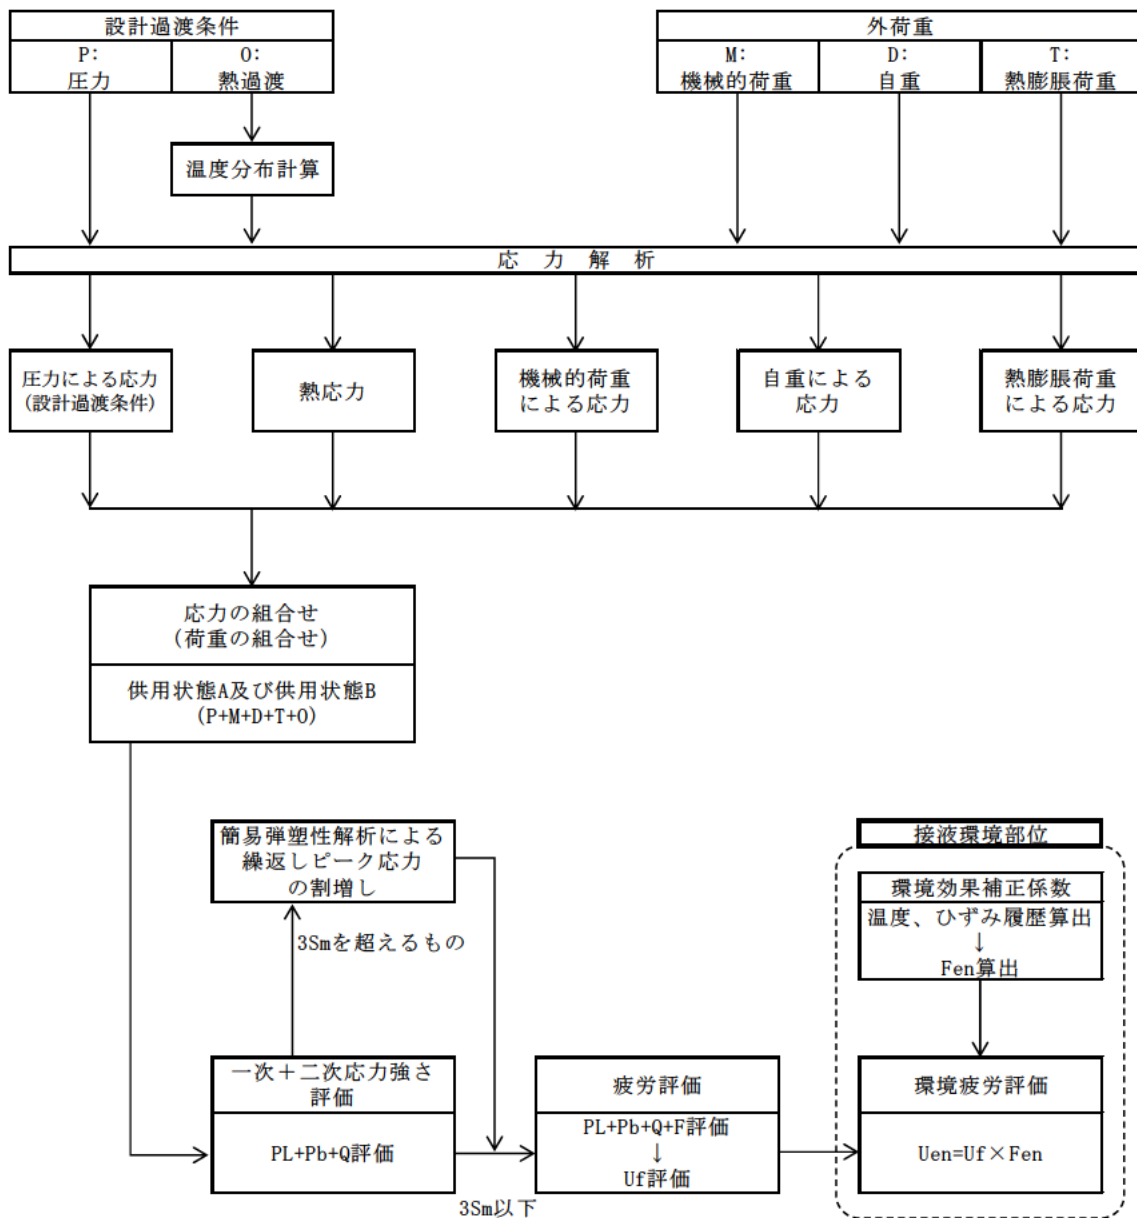 設計過渡条件
P:
圧力
O:
熱過渡
外荷重
M:
機械的荷重
D:
自重
T:
熱膨脹荷重
温度分布計算
応 力 解 析
圧力による応力
(設計過渡条件)
熱応力
機械的荷重
による応力
自重による
応力
熱膨脹荷重
による応力
応力の組合せ
(荷重の組合せ)
供用状態A及び供用状態B
(P+M+D+T+O)
簡易弾塑性解析による
繰返しピーク応力
の割増し
3Smを超えるもの
接液環境部位
環境効果補正係数
温度、ひずみ履歴算出
↓
Fen算出
一次＋二次応力強さ
評価
PL+Pb+Q評価
3Sm以下
疲労評価
PL+Pb+Q+F評価
↓
Uf評価
環境疲労評価
Uen=Uf×Fen